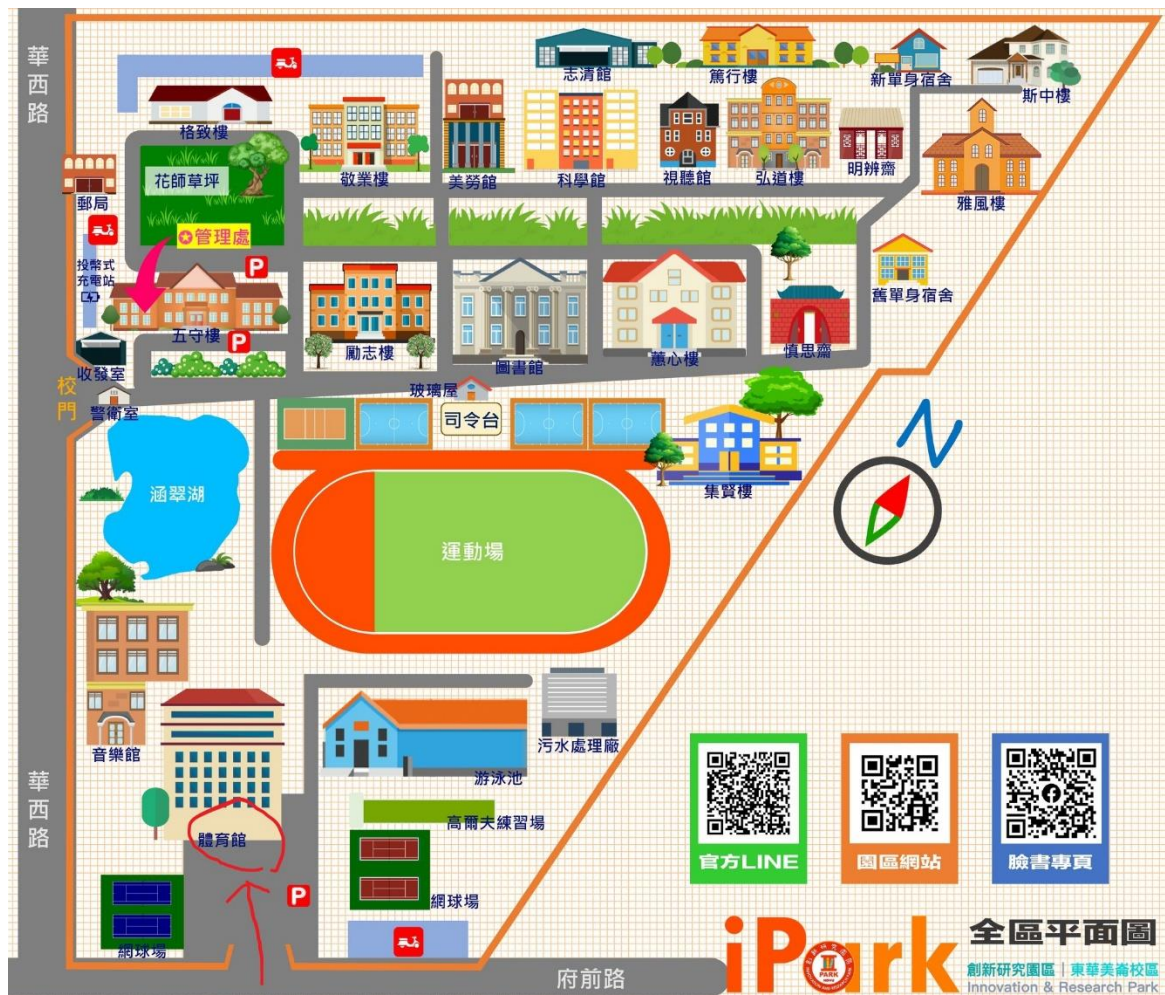 華西路
志清館
篤行樓
新單身宿舍
斯中樓
格致樓
敬業樓
美勞館
科學館
視聽館
弘道樓
明辨齋
雅風樓
花師草坪
郵局
管理處
投幣式
充電站
P
五守樓
P
勵志樓
圖書館
蕙心樓
慎思齋
舊單身宿舍
收發室
校門
警衛室
玻璃屋
司令台
集賢樓
N
涵翠湖
運動場
音樂館
華西路
游泳池
污水處理廠
體育館
高爾夫練習場
網球場
P
網球場
府前路
官方LINE
園區網站
臉書專頁
iPark
全區平面圖
創新研究園區｜東華美崙校區
Innovation & Research Park